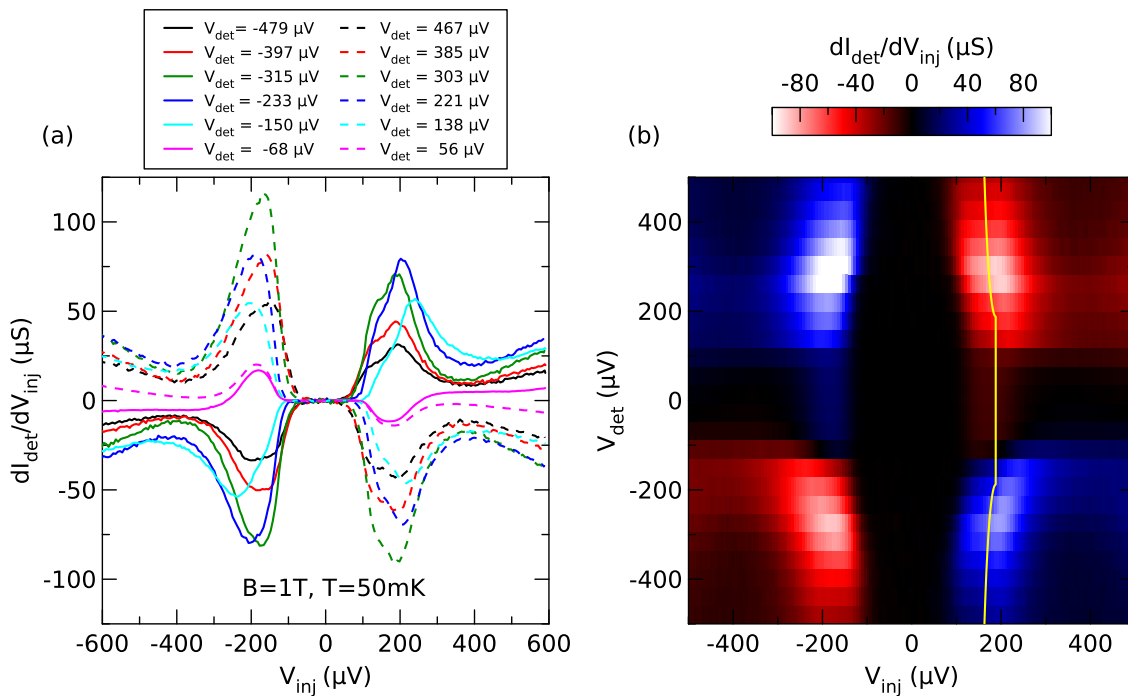 V_det= -479 μV 467 μV
V_det = -397 μV V_det 385 μV
V_det = -315 μV V_det 303 μV
V_det = -233 μV V_det 221 μV
V_det = -150 μV V_det 138 μV
V_det = -68 μV V_det 56 μV
dI_det/dV_inj (μS)
-80 -40 0 40 80
(a)
(b)
100
50
0
-50
-100
dI_det/dV_inj (μS)
B=1T, T=50mK
-600 -400 -200 0 200 400 600
V_inj (μV)
400
200
0
-200
-400
V_det (μV)
-400 -200 0 200 400
V_inj (μV)